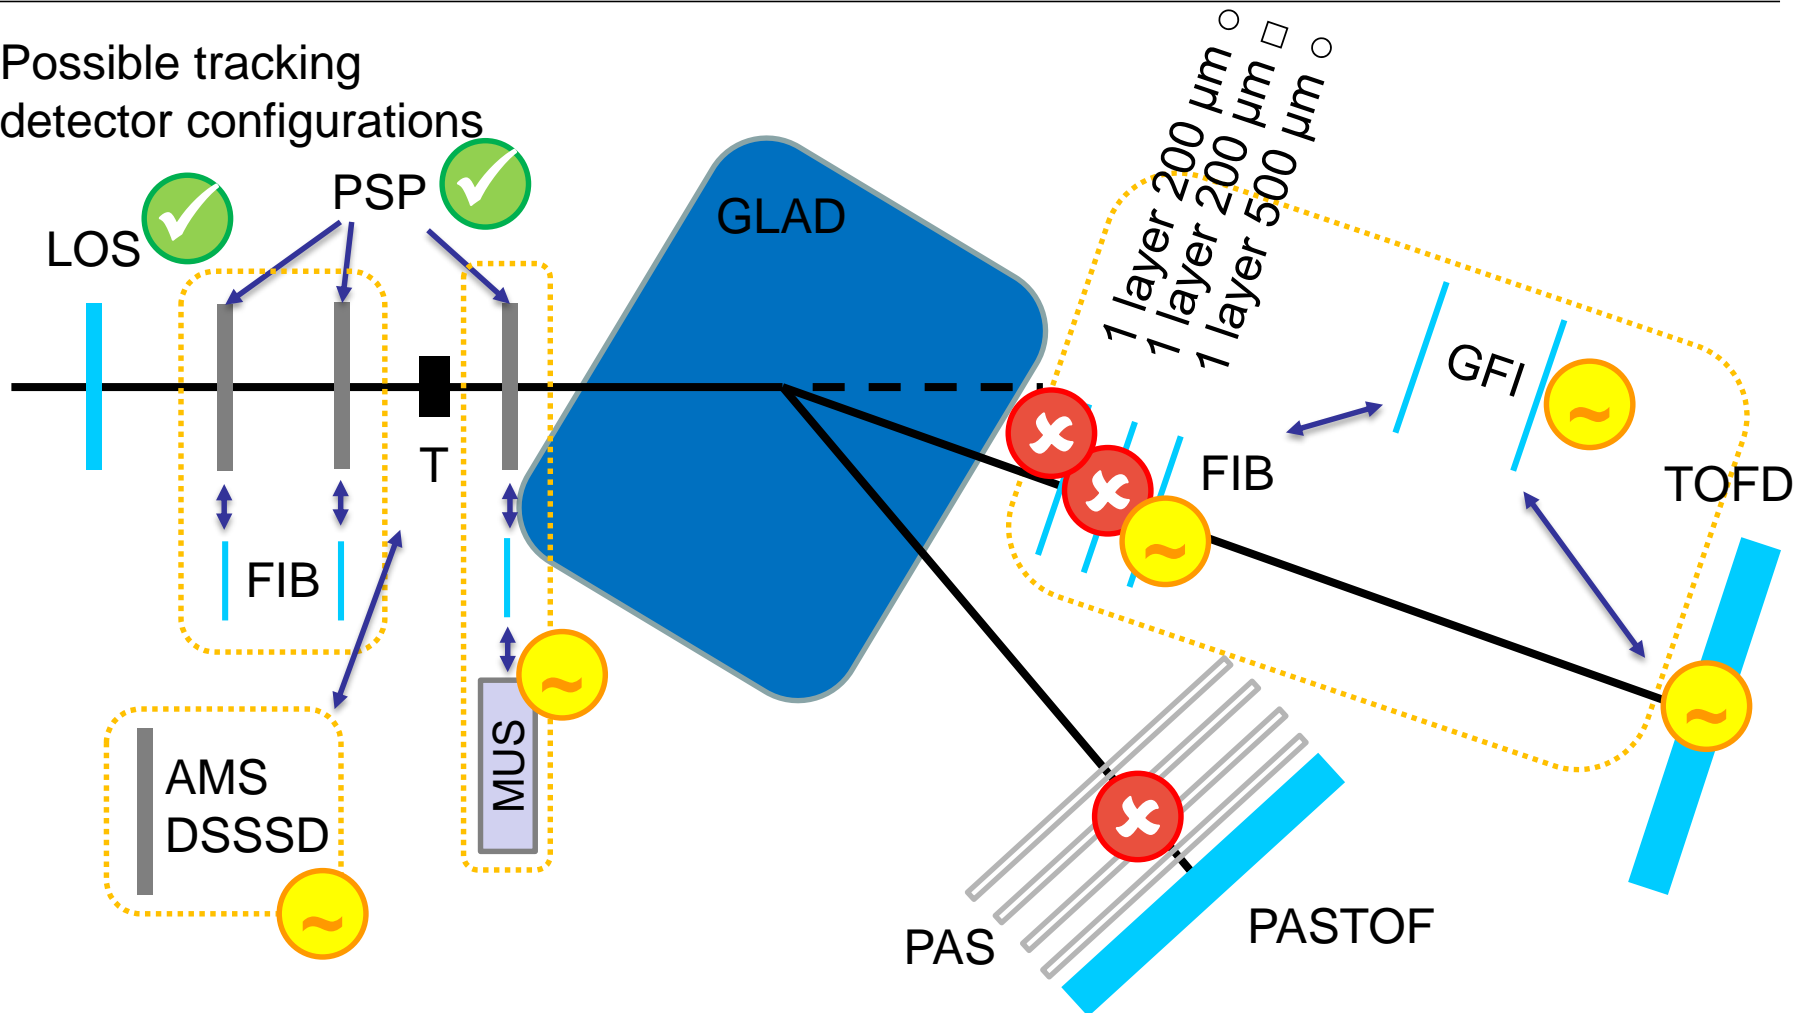 Possible tracking
detector configurations
PSP
LOS
GLAD
1 layer 200 µm ○
1 layer 200 µm □
1 layer 500 µm ○
GFI
T
FIB
TOFD
FIB
MUS
AMS
DSSSD
PAS
PASTOF
~
~
~
~
~